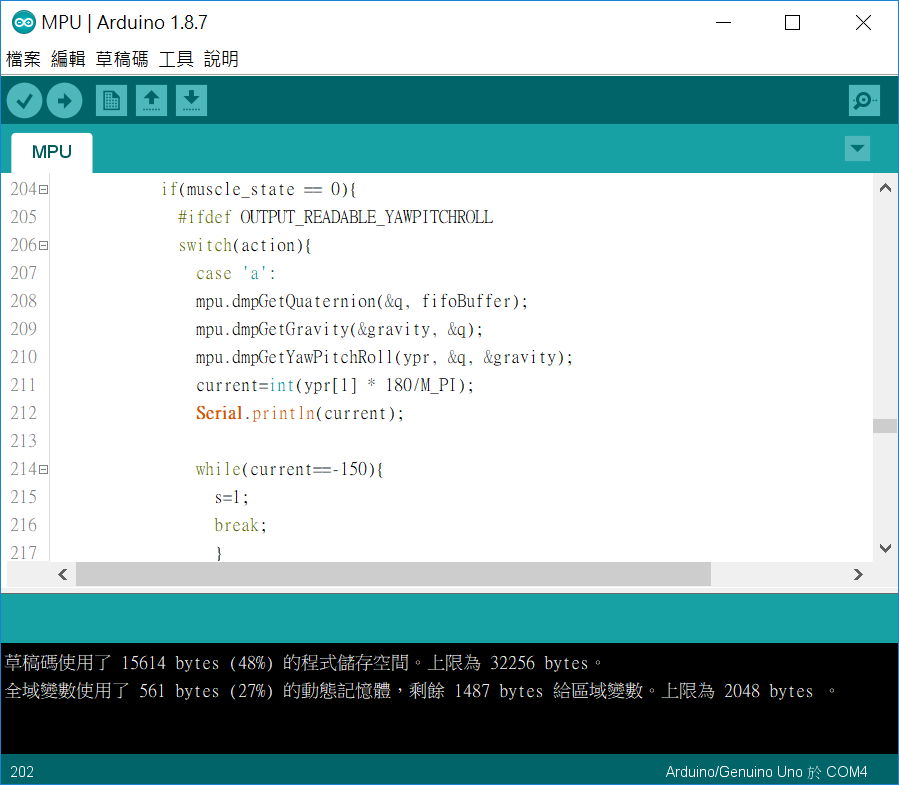 MPU | Arduino 1.8.7
檔案 編輯 草稿碼 工具 說明
MPU
204 if(muscle_state == 0){
205 #ifdef OUTPUT_READABLE_YAWPITCHROLL
206 switch(action){
207 case 'a':
208 mpu.dmpGetQuaternion(&q, fifoBuffer);
209 mpu.dmpGetGravity(&gravity, &q);
210 mpu.dmpGetYawPitchRoll(ypr, &q, &gravity);
211 current=int(ypr[1] * 180/M_PI);
212 Serial.println(current);
213
214 while(current==-150){
215 s=1;
216 break;
217 }
草稿碼使用了 15614 bytes (48%) 的程式儲存空間。上限為 32256 bytes。
全域變數使用了 561 bytes (27%) 的動態記憶體，剩餘 1487 bytes 給區域變數。上限為 2048 bytes 。
202 Arduino/Genuino Uno 於 COM4